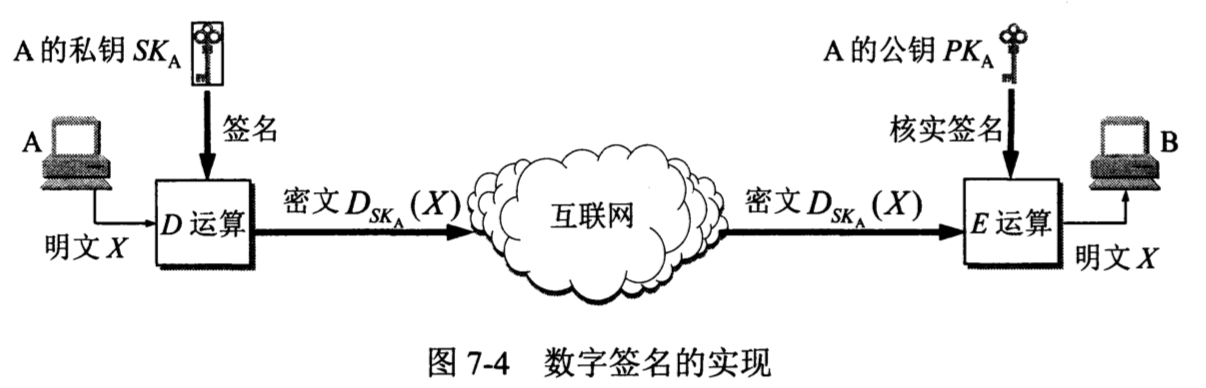 A 的私钥 SK_A
A 的公钥 PK_A
签名
核实签名
A
B
D 运算
密文 D_{SK_A}(X)
互联网
密文 D_{SK_A}(X)
E 运算
明文 X
明文 X
图 7-4 数字签名的实现